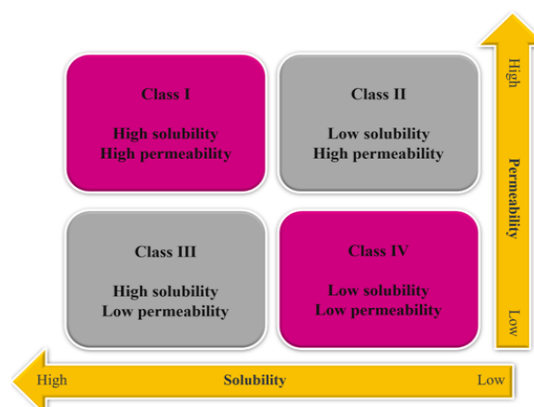 Class I
High solubility
High permeability
Class II
Low solubility
High permeability
Class III
High solubility
Low permeability
Class IV
Low solubility
Low permeability
High
Permeability
Low
High
Solubility
Low